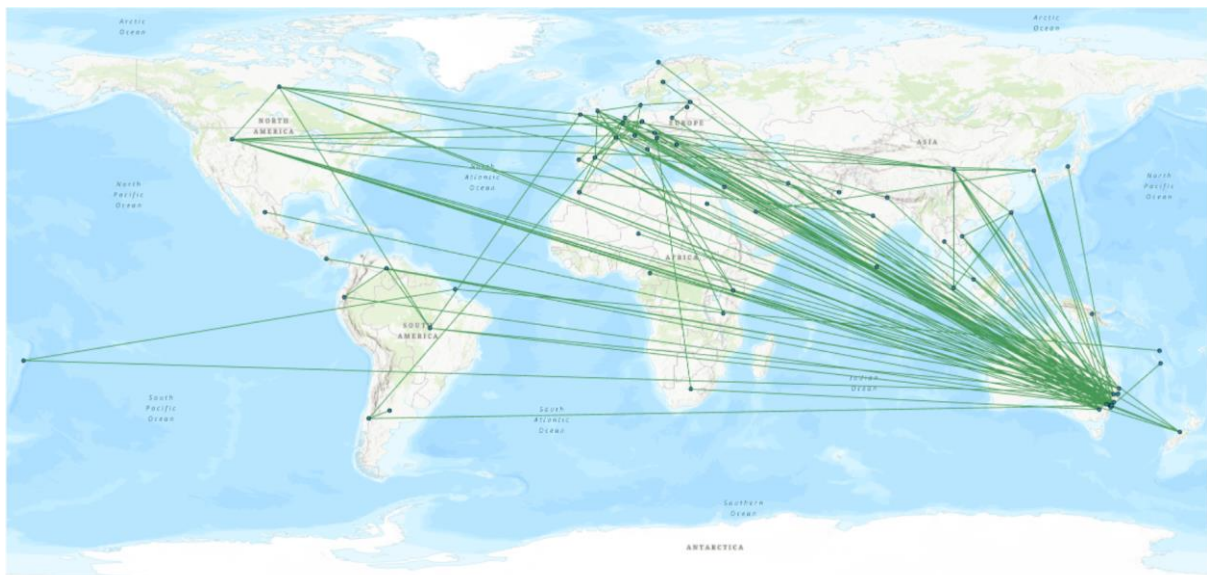 Arctic
Ocean
Arctic
Ocean
NORTH
AMERICA
EUROPE
ASIA
North
Atlantic
Ocean
North
Pacific
Ocean
North
Pacific
Ocean
AFRICA
SOUTH
AMERICA
Indian
Ocean
South
Pacific
Ocean
South
Atlantic
Ocean
Southern
Ocean
ANTARCTICA